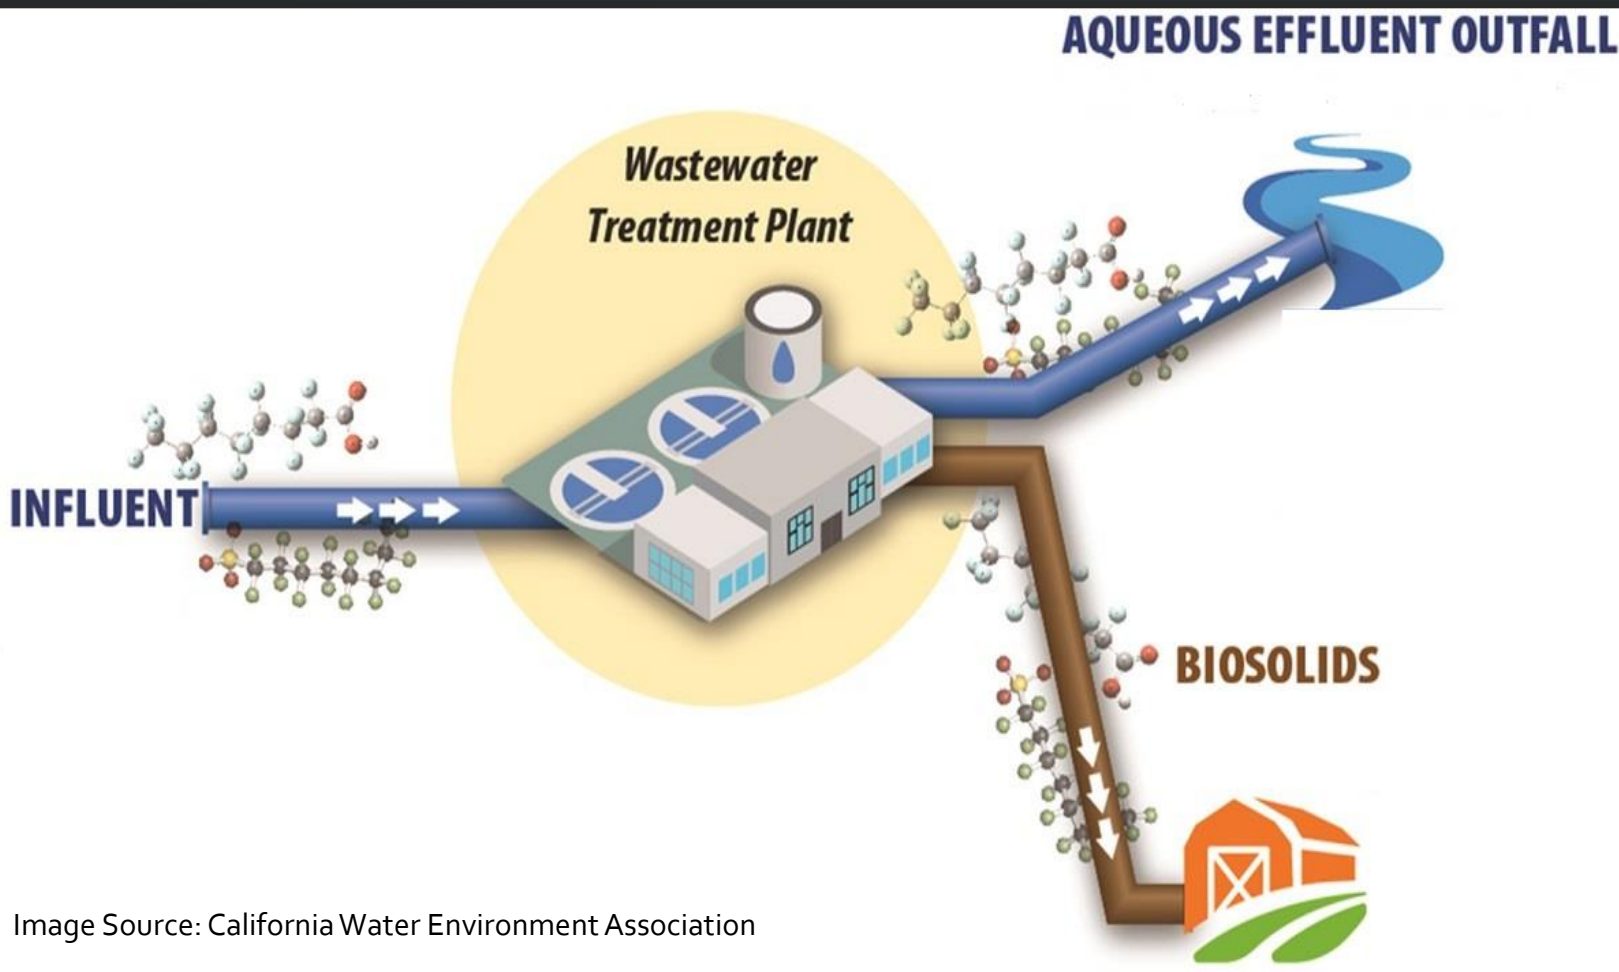 AQUEOUS EFFLUENT OUTFALL
Wastewater
Treatment Plant
INFLUENT
BIOSOLIDS
Image Source: California Water Environment Association